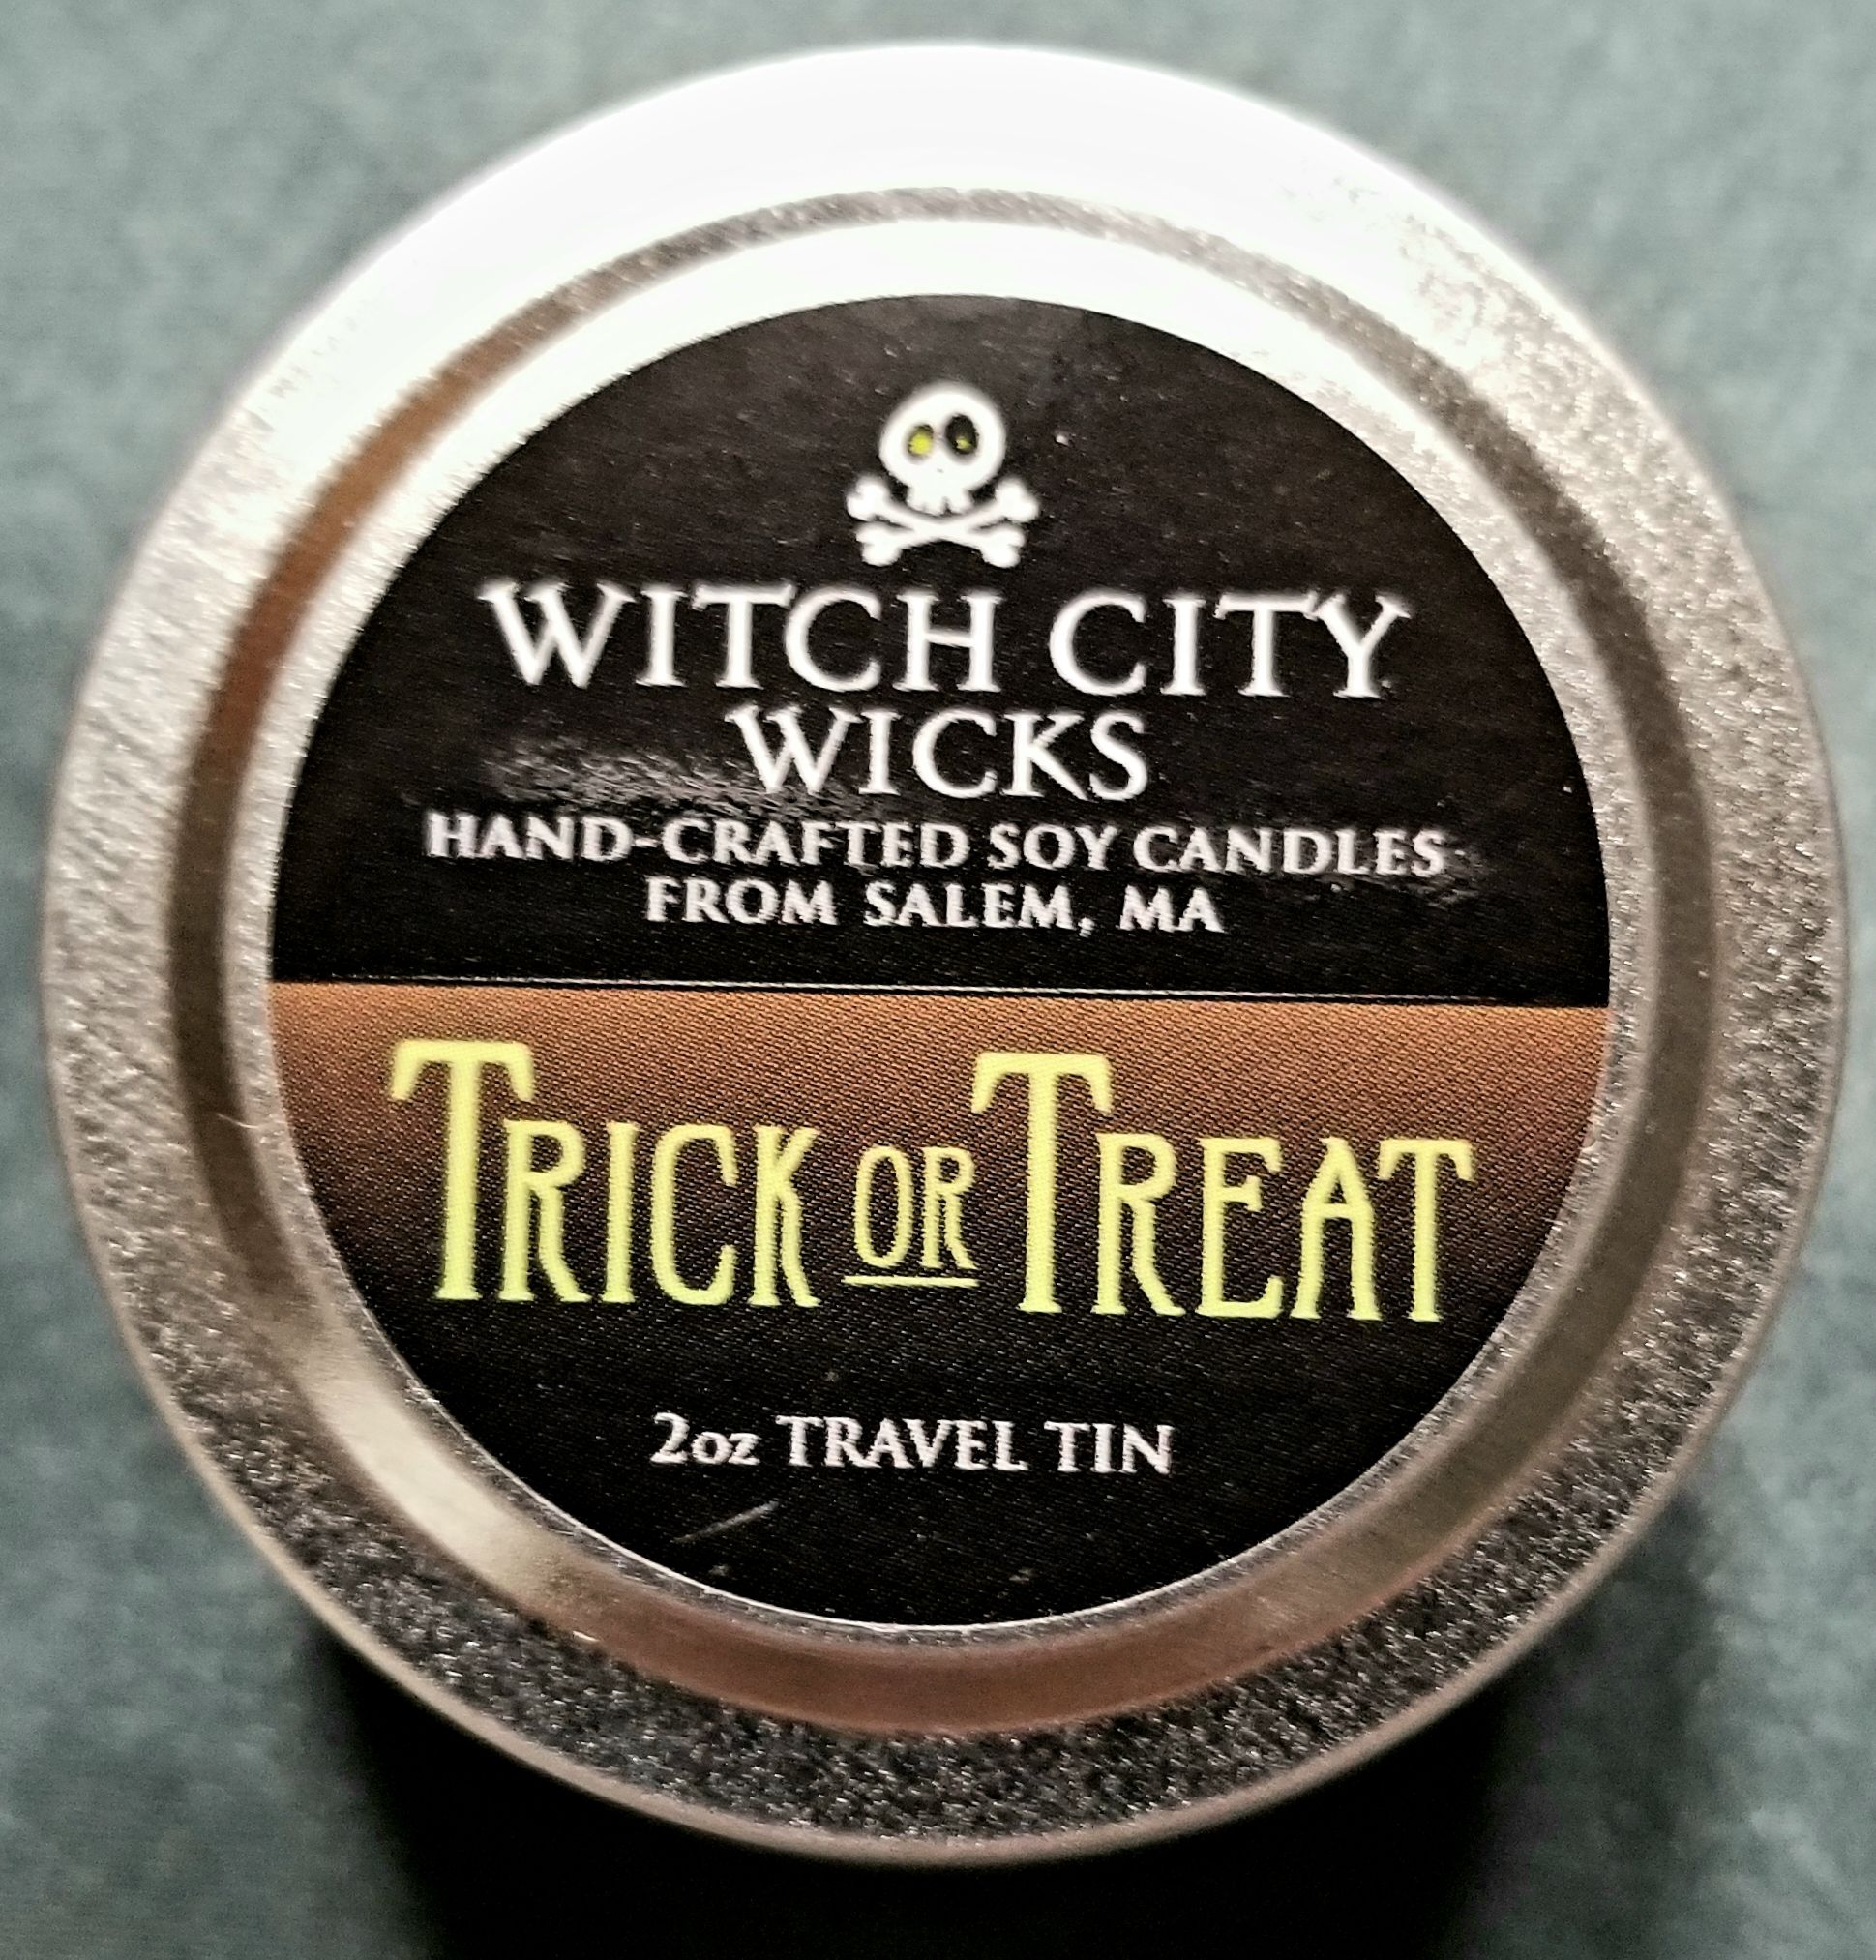 WITCH CITY
WICKS
HAND-CRAFTED SOY CANDLES
FROM SALEM, MA
TRICK OR TREAT
2oz TRAVEL TIN